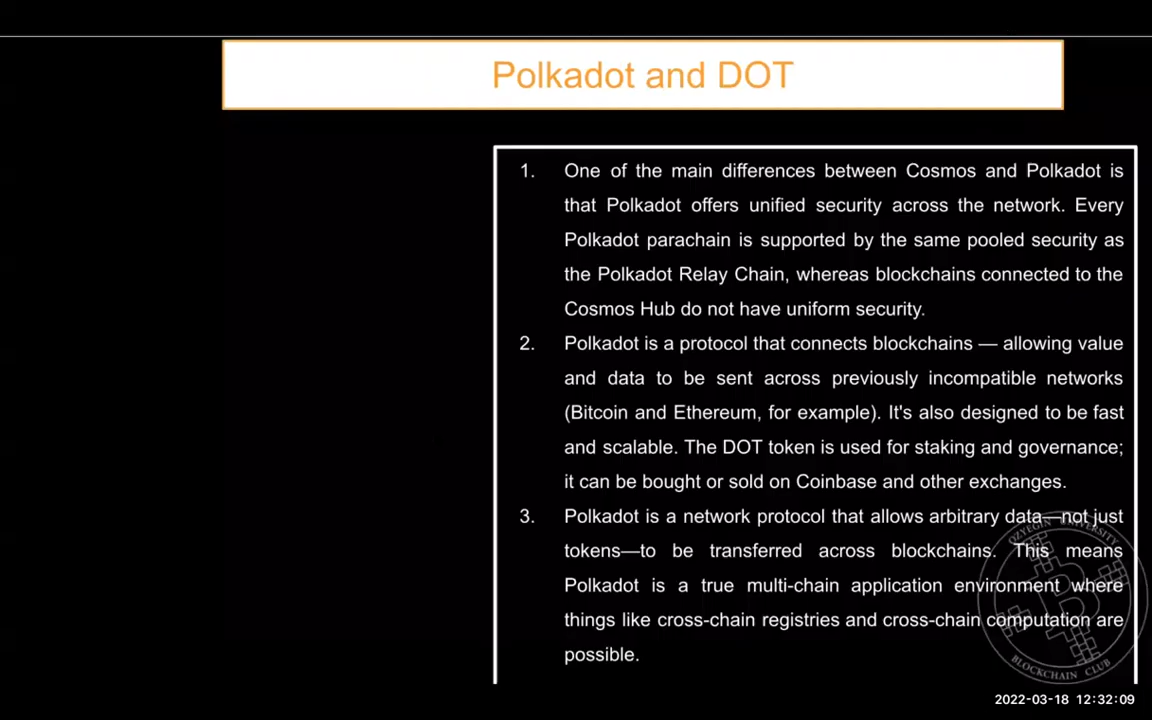 Polkadot and DOT
1. One of the main differences between Cosmos and Polkadot is
that Polkadot offers unified security across the network. Every
Polkadot parachain is supported by the same pooled security as
the Polkadot Relay Chain, whereas blockchains connected to the
Cosmos Hub do not have uniform security.
2. Polkadot is a protocol that connects blockchains — allowing value
and data to be sent across previously incompatible networks
(Bitcoin and Ethereum, for example). It's also designed to be fast
and scalable. The DOT token is used for staking and governance;
it can be bought or sold on Coinbase and other exchanges.
3. Polkadot is a network protocol that allows arbitrary data—not just
tokens—to be transferred across blockchains. This means
Polkadot is a true multi-chain application environment where
things like cross-chain registries and cross-chain computation are
possible.
OZYEGIN UNIVERSITY
BLOCKCHAIN CLUB
2022-03-18 12:32:09